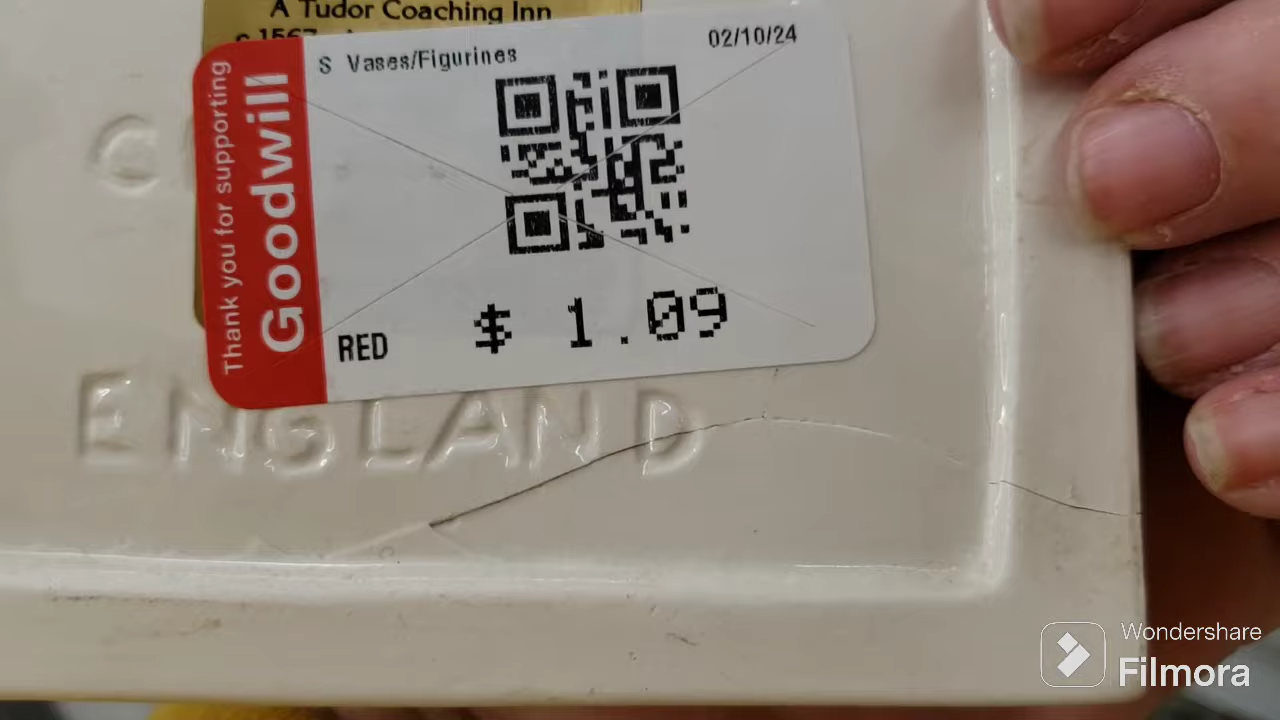 A Tudor Coaching Inn
c.1567
S Vases/Figurines
02/10/24
Thank you for supporting
Goodwill
RED
$ 1.09
ENGLAND
Wondershare
Filmora